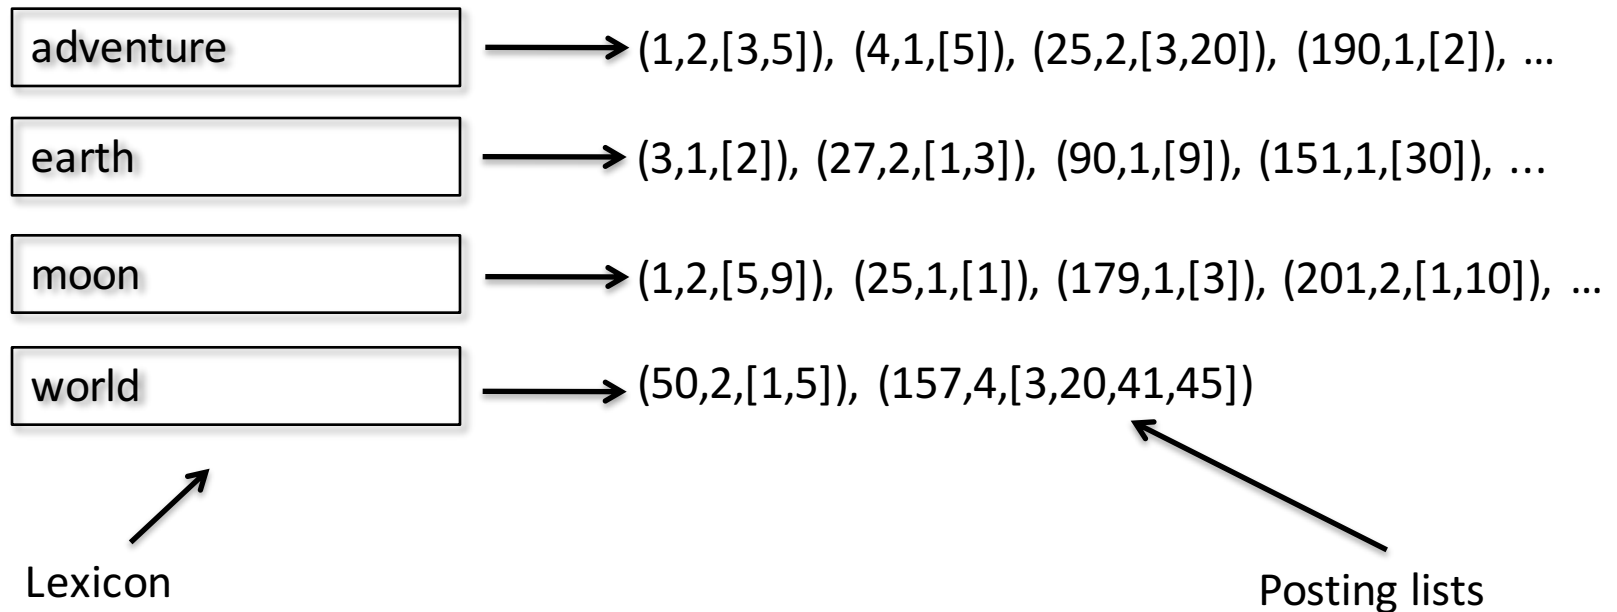 adventure (1,2,[3,5]), (4,1,[5]), (25,2,[3,20]), (190,1,[2]), ...
earth (3,1,[2]), (27,2,[1,3]), (90,1,[9]), (151,1,[30]), ...
moon (1,2,[5,9]), (25,1,[1]), (179,1,[3]), (201,2,[1,10]), ...
world (50,2,[1,5]), (157,4,[3,20,41,45])
Lexicon Posting lists